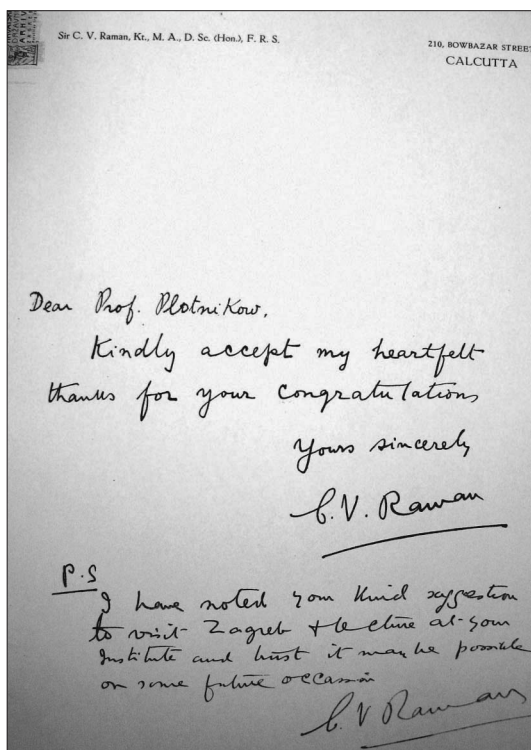 Sir C. V. Raman, Kt., M. A., D. Sc. (Hon.), F. R. S.
210, BOWBAZAR STREET
CALCUTTA
Dear Prof. Plotnikow,
Kindly accept my heartfelt
thanks for your congratulations
Yours sincerely
C. V. Raman
P.S
I have noted your kind suggestion
to visit Zagreb + lecture at your
Institute and trust it may be possible
on some future occassion
C. V Raman